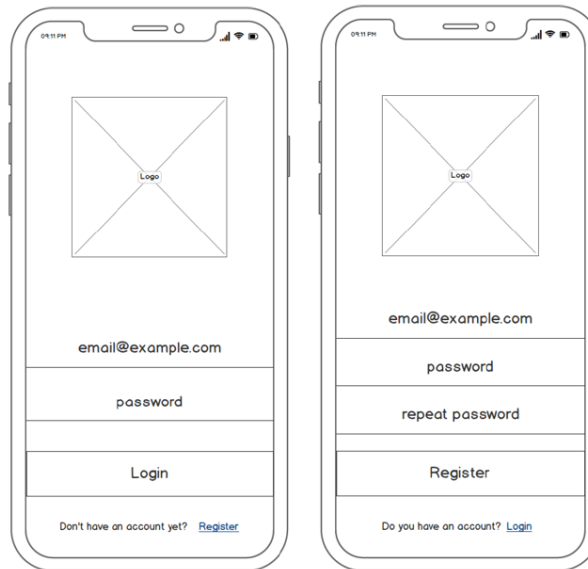 09:11 PM
Logo
email@example.com
password
Login
Don't have an account yet? Register
09:11 PM
Logo
email@example.com
password
repeat password
Register
Do you have an account? Login